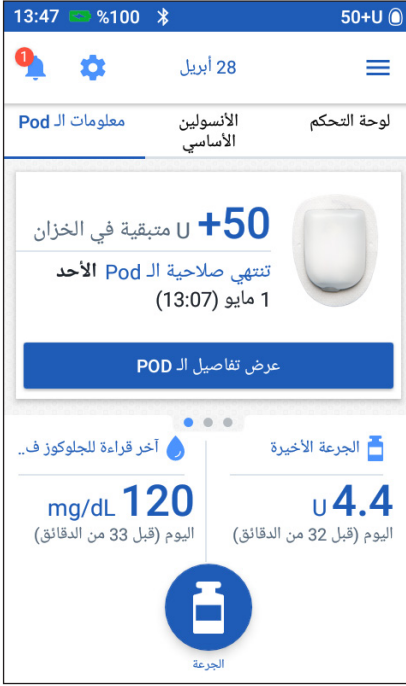 13:47 %100 50+U
1
28 أبريل
لوحة التحكم
الأنسولين الأساسي
معلومات الـ Pod
50+ U متبقية في الخزان
تنتهي صلاحية الـ Pod الأحد
1 مايو (13:07)
عرض تفاصيل الـ POD
الجرعة الأخيرة
4.4 U
اليوم (قبل 32 من الدقائق)
آخر قراءة للجلوكوز ف..
120 mg/dL
اليوم (قبل 33 من الدقائق)
الجرعة